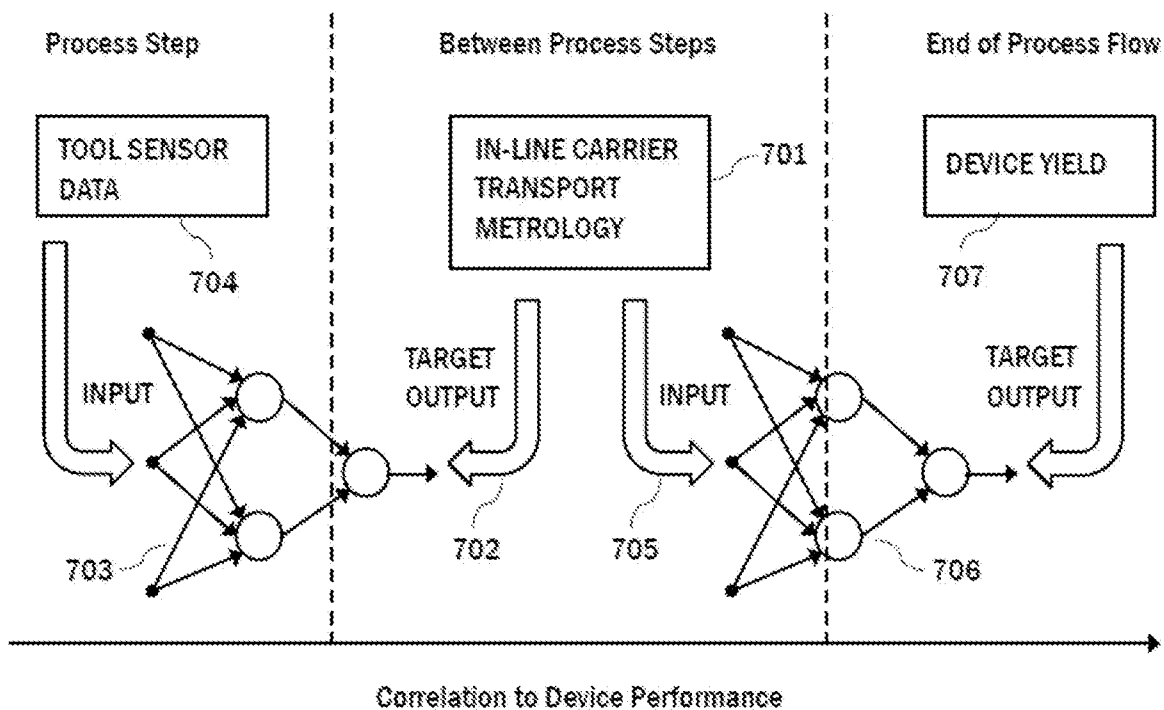 Process Step
Between Process Steps
End of Process Flow
TOOL SENSOR
DATA
704
IN-LINE CARRIER
TRANSPORT
METROLOGY
701
DEVICE YIELD
707
INPUT
TARGET
OUTPUT
INPUT
TARGET
OUTPUT
703
702
705
706
Correlation to Device Performance